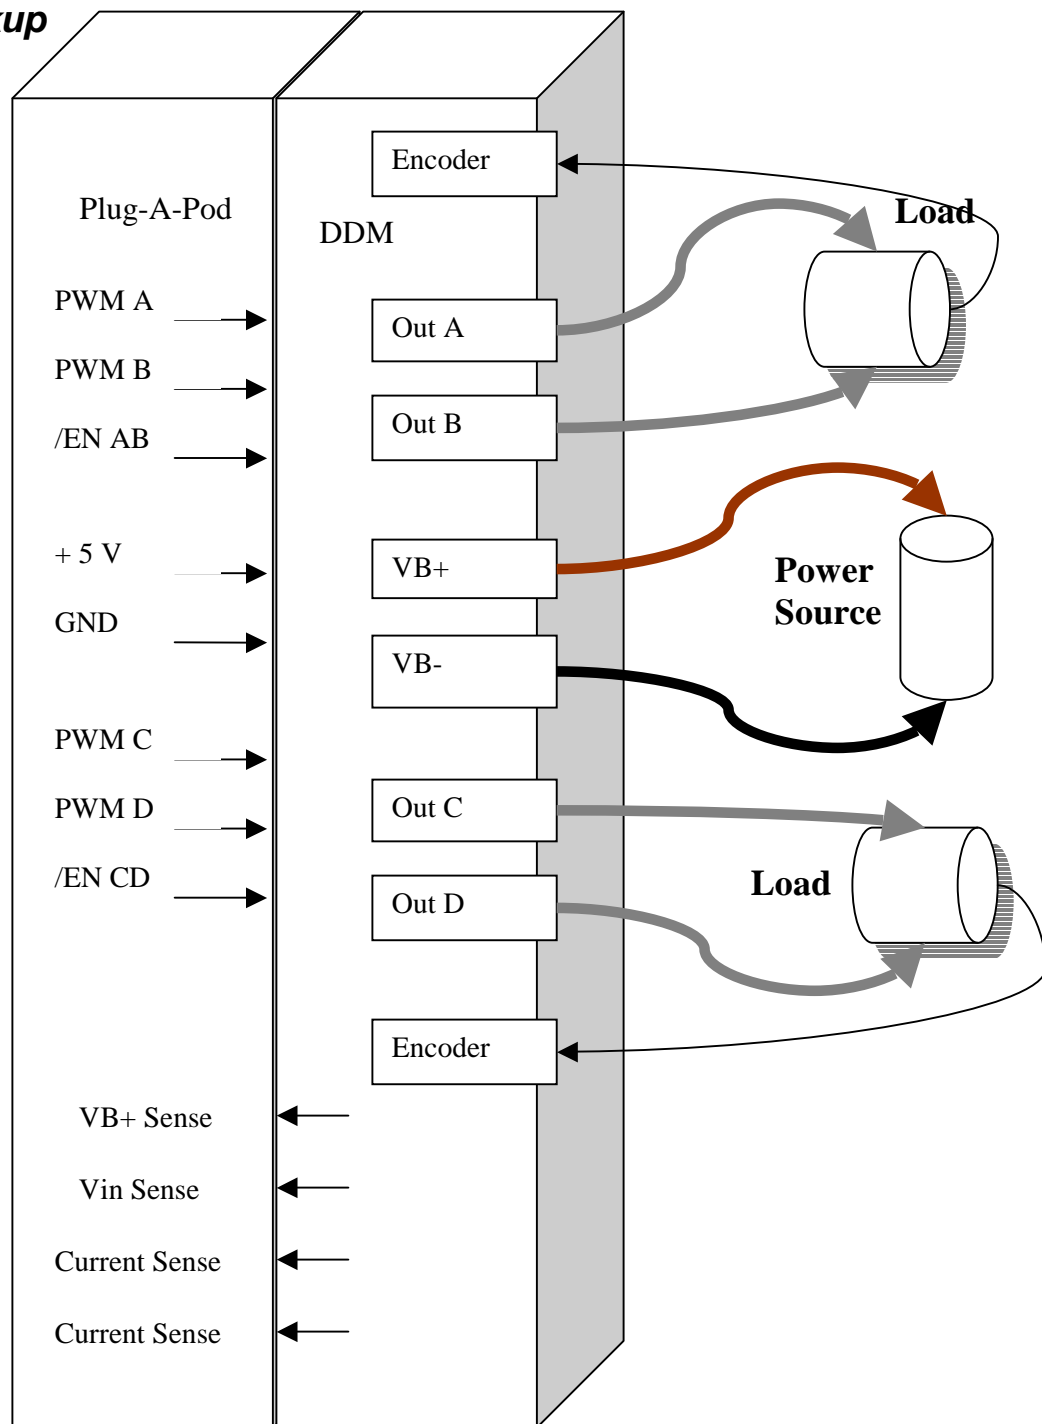 kup
Encoder
Plug-A-Pod
DDM
Load
PWM A
Out A
PWM B
Out B
/EN AB
+ 5 V
VB+
Power
Source
GND
VB-
PWM C
Out C
PWM D
/EN CD
Load
Out D
Encoder
VB+ Sense
Vin Sense
Current Sense
Current Sense